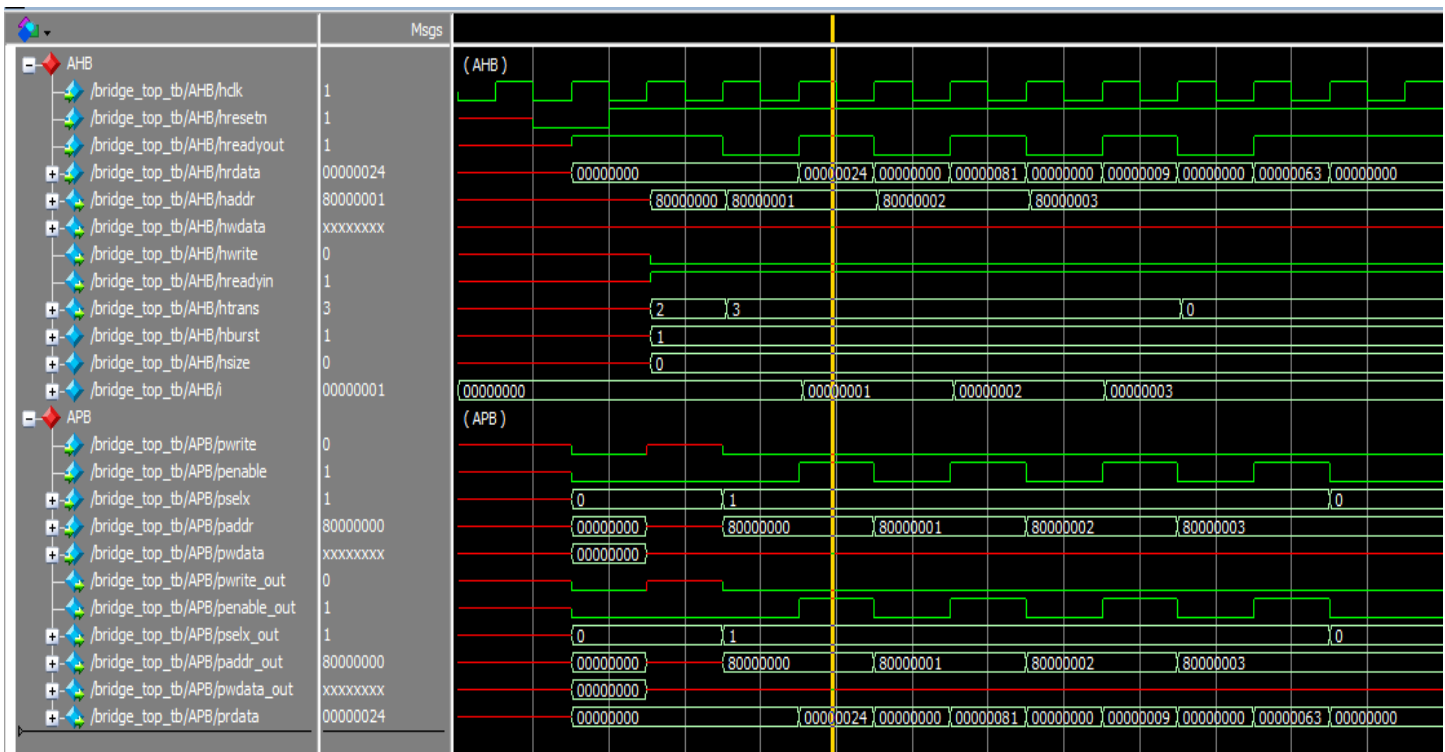 Msgs
AHB (AHB)
/bridge_top_tb/AHB/hclk 1
/bridge_top_tb/AHB/hresetn 1
/bridge_top_tb/AHB/hreadyout 1
/bridge_top_tb/AHB/hrdata 00000024 00000000 00000024 00000000 00000081 00000000 00000009 00000000 00000063 00000000
/bridge_top_tb/AHB/haddr 80000001 80000000 80000001 80000002 80000003
/bridge_top_tb/AHB/hwdata xxxxxxxx
/bridge_top_tb/AHB/hwrite 0
/bridge_top_tb/AHB/hreadyin 1
/bridge_top_tb/AHB/htrans 3 2 3 0
/bridge_top_tb/AHB/hburst 1 1
/bridge_top_tb/AHB/hsize 0 0
/bridge_top_tb/AHB/i 00000001 00000000 00000001 00000002 00000003
APB (APB)
/bridge_top_tb/APB/pwrite 0
/bridge_top_tb/APB/penable 1
/bridge_top_tb/APB/pselx 1 0 1 0
/bridge_top_tb/APB/paddr 80000000 00000000 80000000 80000001 80000002 80000003
/bridge_top_tb/APB/pwdata xxxxxxxx 00000000
/bridge_top_tb/APB/pwrite_out 0
/bridge_top_tb/APB/penable_out 1
/bridge_top_tb/APB/pselx_out 1 0 1 0
/bridge_top_tb/APB/paddr_out 80000000 00000000 80000000 80000001 80000002 80000003
/bridge_top_tb/APB/pwdata_out xxxxxxxx 00000000
/bridge_top_tb/APB/prdata 00000024 00000000 00000024 00000000 00000081 00000000 00000009 00000000 00000063 00000000